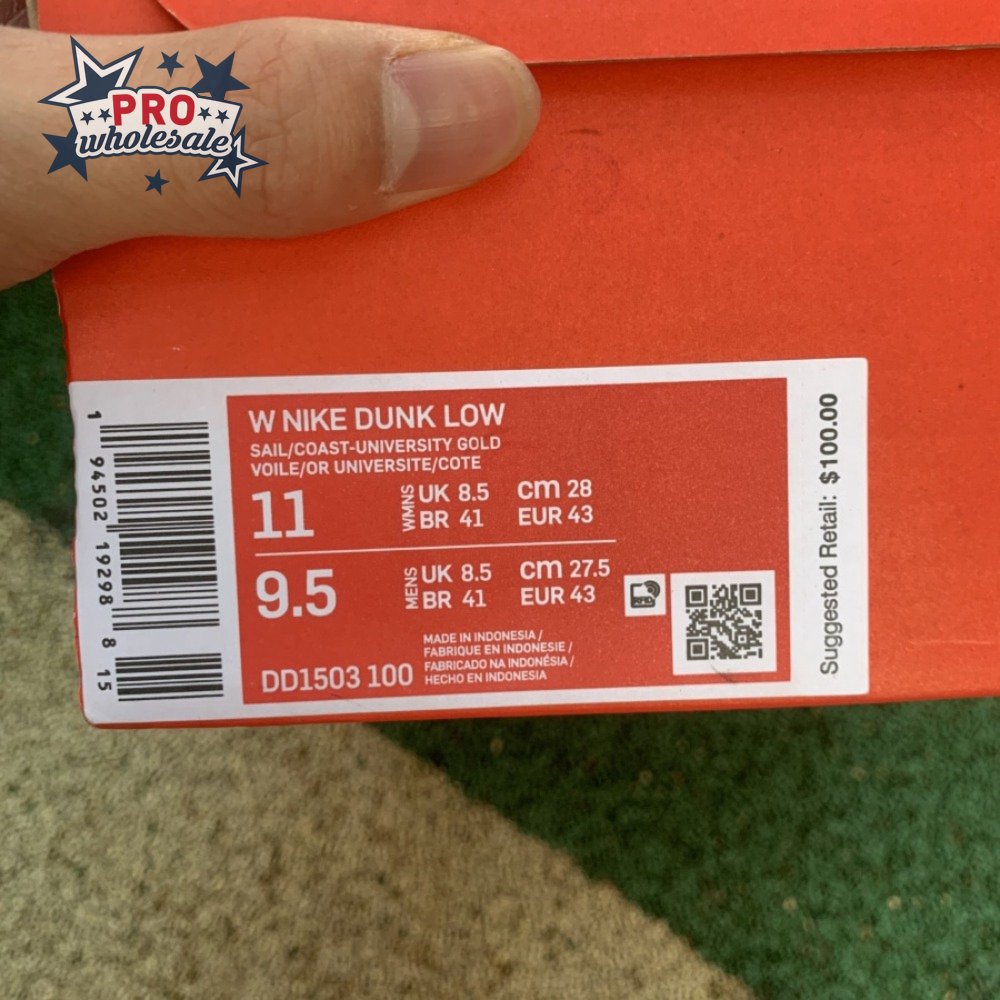 PRO
wholesale
W NIKE DUNK LOW
SAIL/COAST-UNIVERSITY GOLD
VOILE/OR UNIVERSITE/COTE
11
WMNS
UK 8.5 cm 28
BR 41 EUR 43
9.5
MENS
UK 8.5 cm 27.5
BR 41 EUR 43
MADE IN INDONESIA /
FABRIQUE EN INDONESIE /
FABRICADO NA INDONÉSIA /
HECHO EN INDONESIA
DD1503 100
1 94502 19298 8 15
Suggested Retail: $100.00